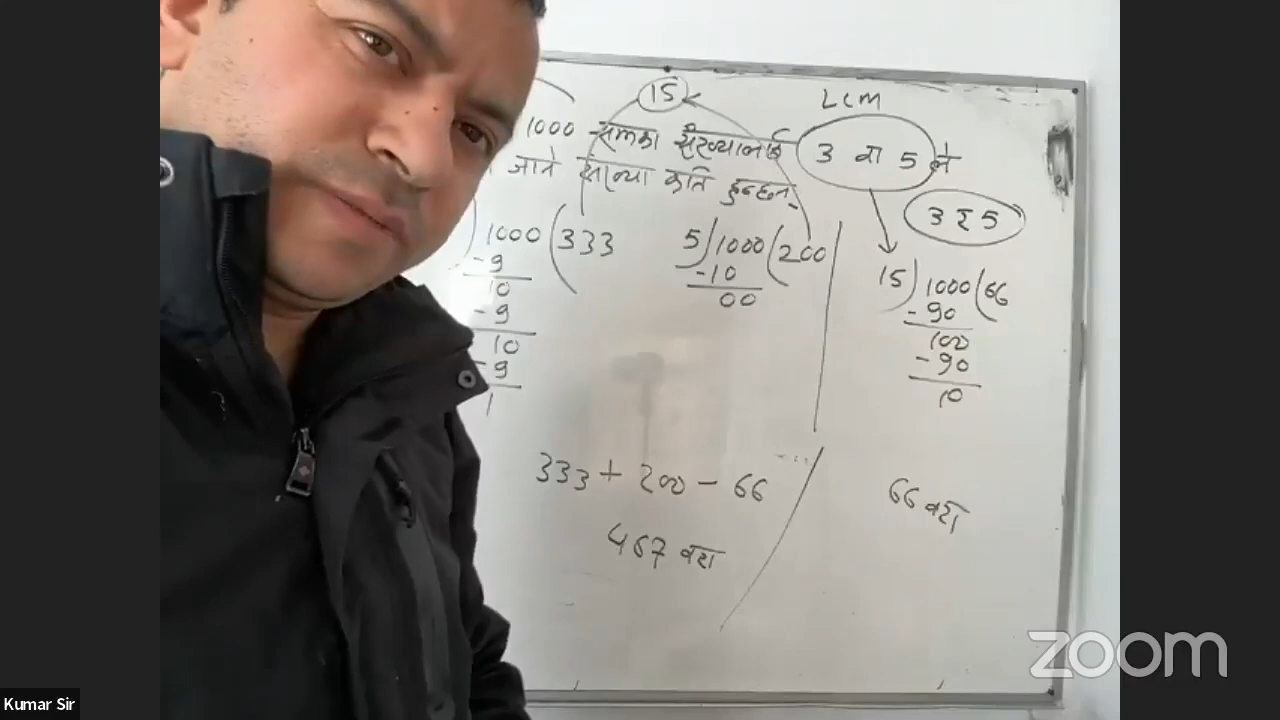 15
LCM
1000 सम्मका संख्यालाई 3 वा 5 ले
जाने संख्या कति हुन्छन्
3 र 5
1000 ( 333
- 9
10
- 9
10
- 9
1
5 ) 1000 ( 200
- 10
00
15 ) 1000 ( 66
- 90
100
- 90
10
333 + 200 - 66
467 वटा
66 वटा
zoom
Kumar Sir